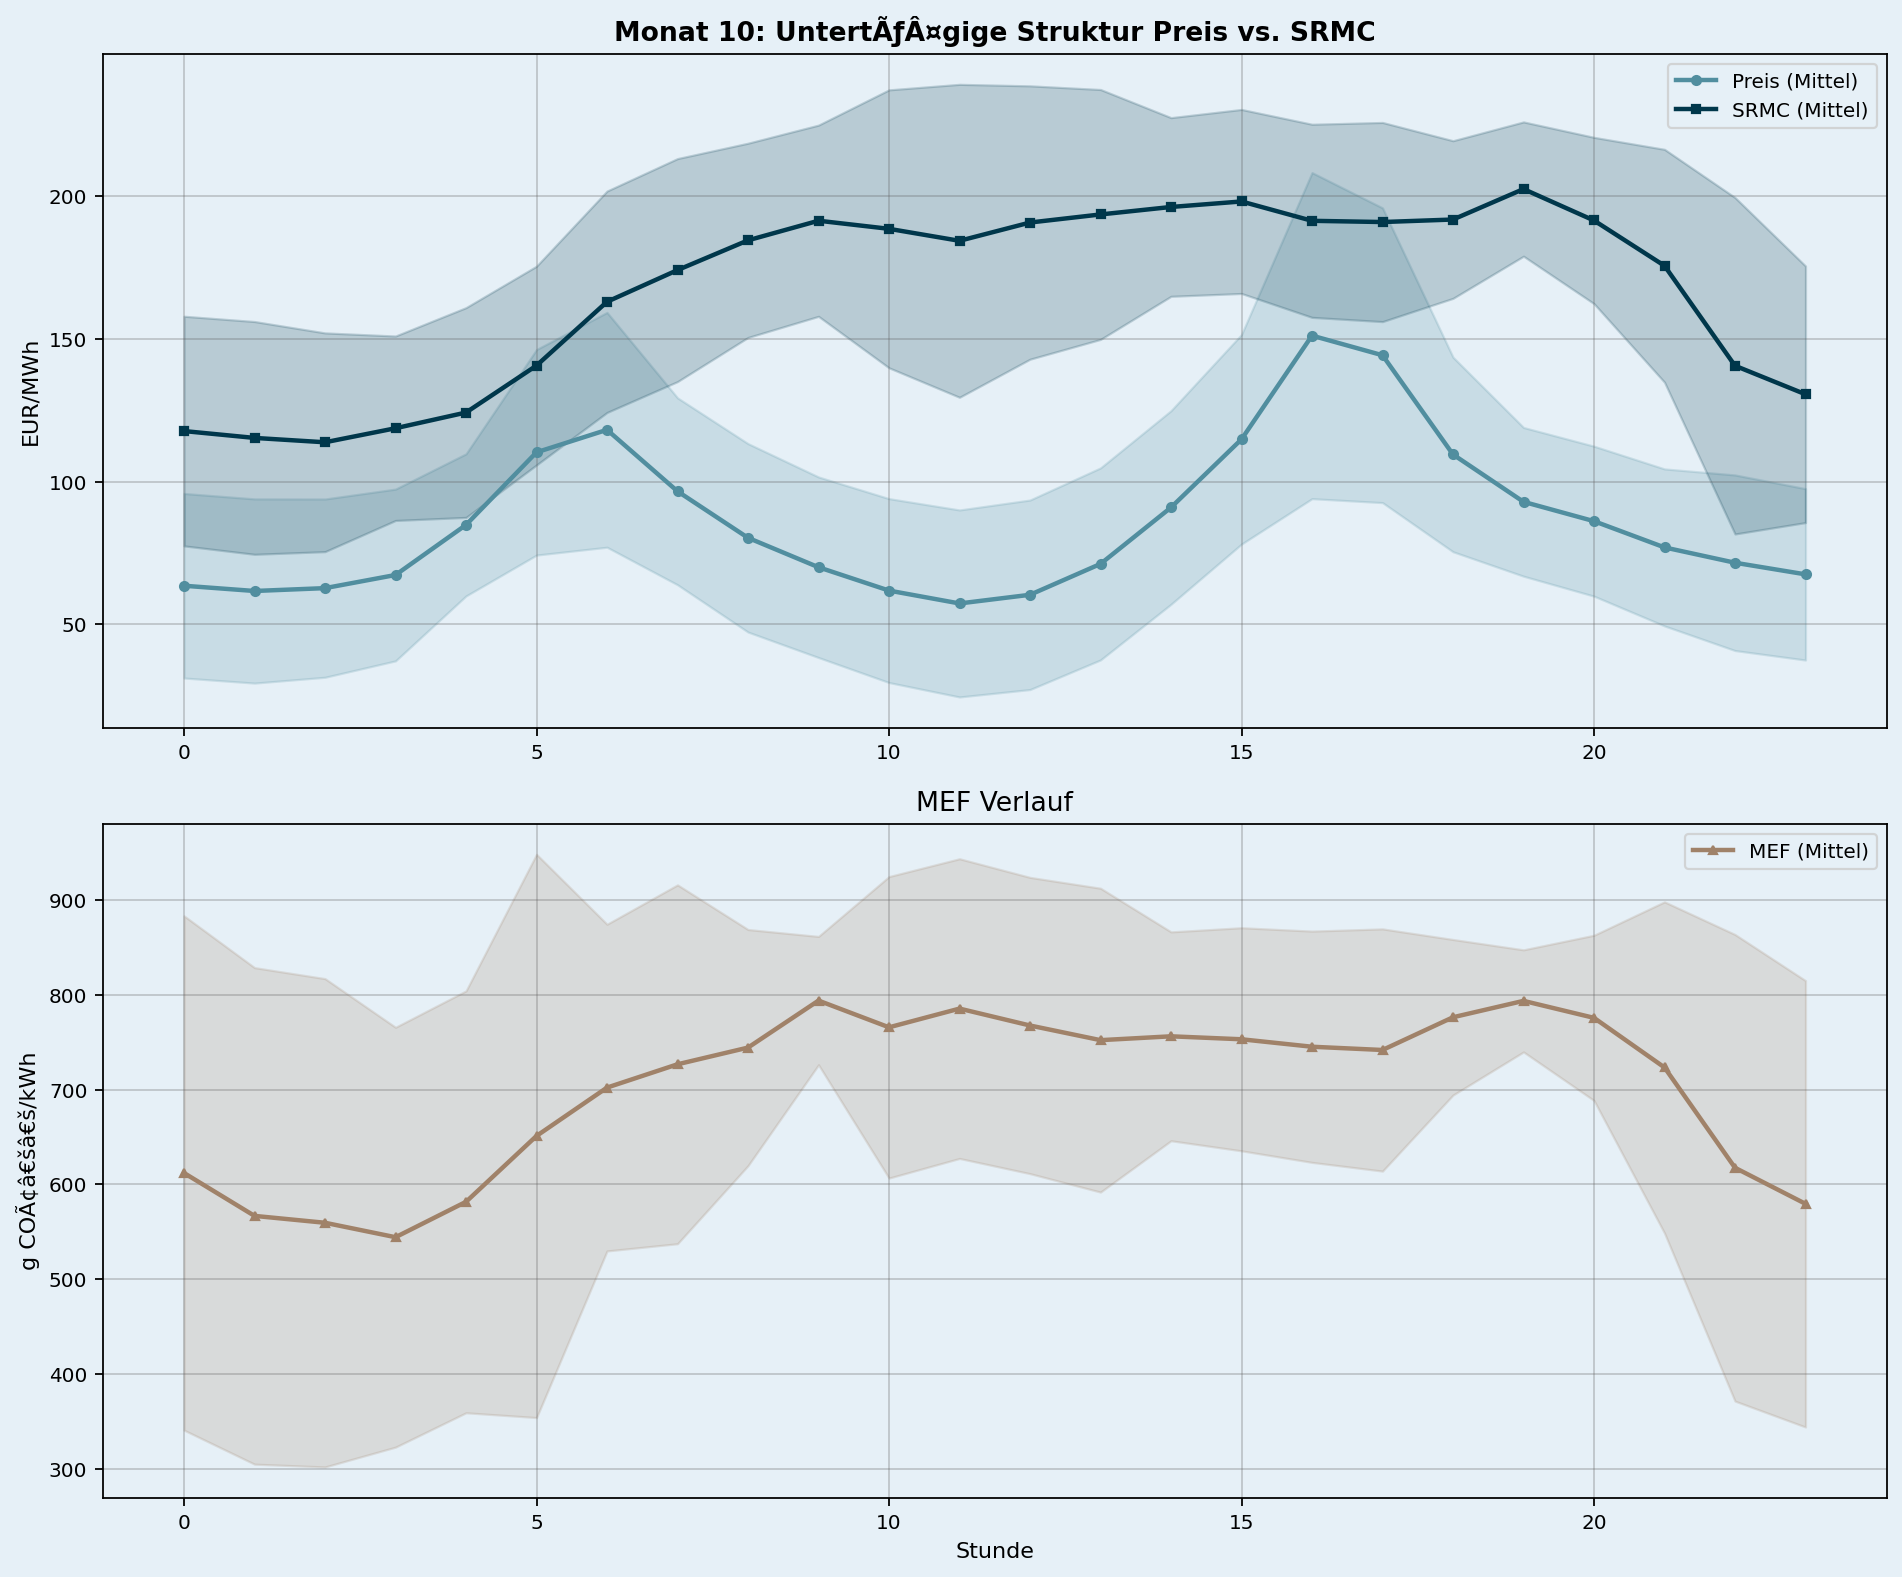 Monat 10: UntertÃƒÂ¤gige Struktur Preis vs. SRMC
Preis (Mittel)
SRMC (Mittel)
EUR/MWh
200
150
100
50
0 5 10 15 20
MEF Verlauf
MEF (Mittel)
g COÃ¢â€šâ€š/kWh
900
800
700
600
500
400
300
0 5 10 15 20
Stunde